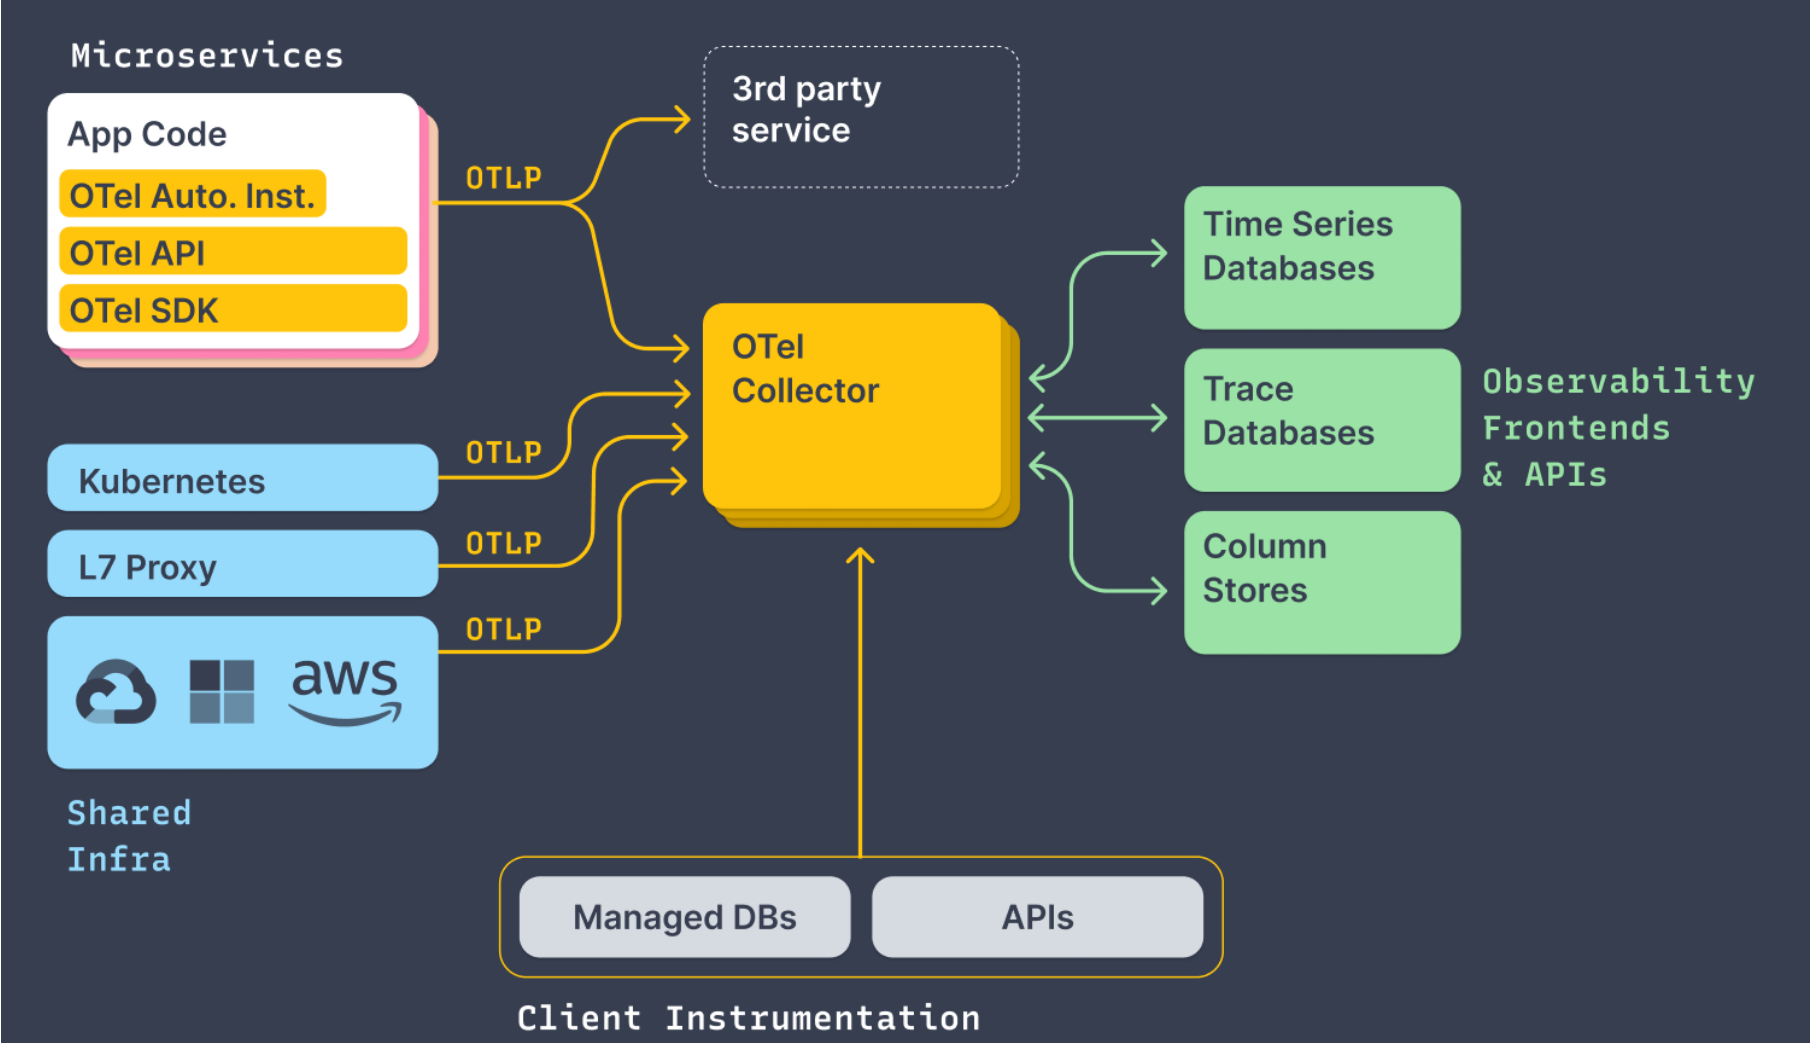 Microservices
App Code
OTel Auto. Inst.
OTel API
OTel SDK
OTLP
3rd party
service
OTel
Collector
Kubernetes
OTLP
L7 Proxy
OTLP
OTLP
aws
Shared
Infra
Time Series
Databases
Trace
Databases
Column
Stores
Observability
Frontends
& APIs
Managed DBs
APIs
Client Instrumentation